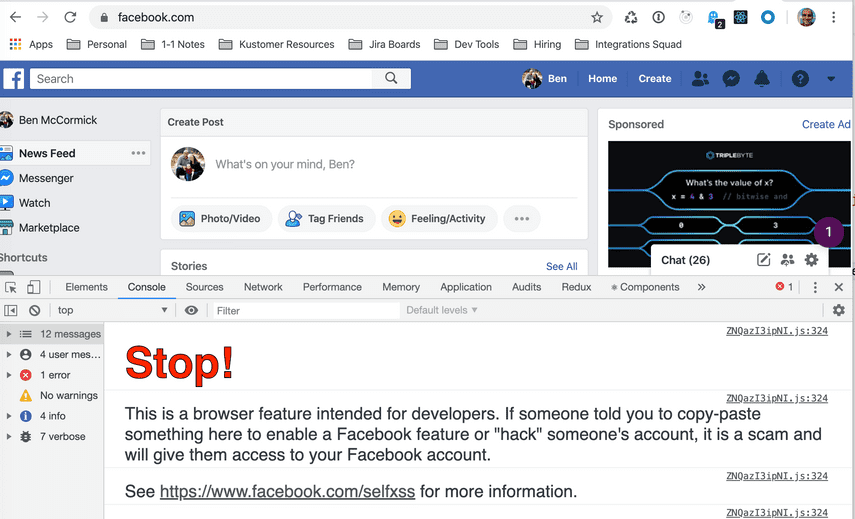 facebook.com
2
Apps Personal 1-1 Notes Kustomer Resources Jira Boards Dev Tools Hiring Integrations Squad
f Search Ben Home Create
Ben McCormick
News Feed
Messenger
Watch
Marketplace
Shortcuts
Create Post
What's on your mind, Ben?
Photo/Video Tag Friends Feeling/Activity
Stories See All
Sponsored Create Ad
TRIPLEBYTE
What's the value of x?
x = 4 & 3 // bitwise and
0 3
1
Chat (26)
Elements Console Sources Network Performance Memory Application Audits Redux Components » 1
top Filter Default levels
12 messages
4 user mes...
1 error
No warnings
4 info
7 verbose
ZNQazI3ipNI.js:324
Stop!
ZNQazI3ipNI.js:324
This is a browser feature intended for developers. If someone told you to copy-paste
something here to enable a Facebook feature or "hack" someone's account, it is a scam and
will give them access to your Facebook account.
ZNQazI3ipNI.js:324
See https://www.facebook.com/selfxss for more information.
ZNQazI3ipNI.js:324